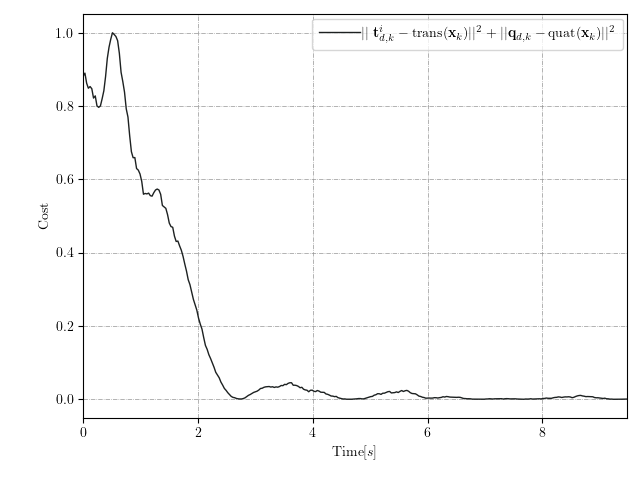 || t^i_{d,k} − trans(x_k)||² + ||q_{d,k} − quat(x_k)||²
1.0
0.8
0.6
0.4
0.2
0.0
Cost
0 2 4 6 8
Time[s]